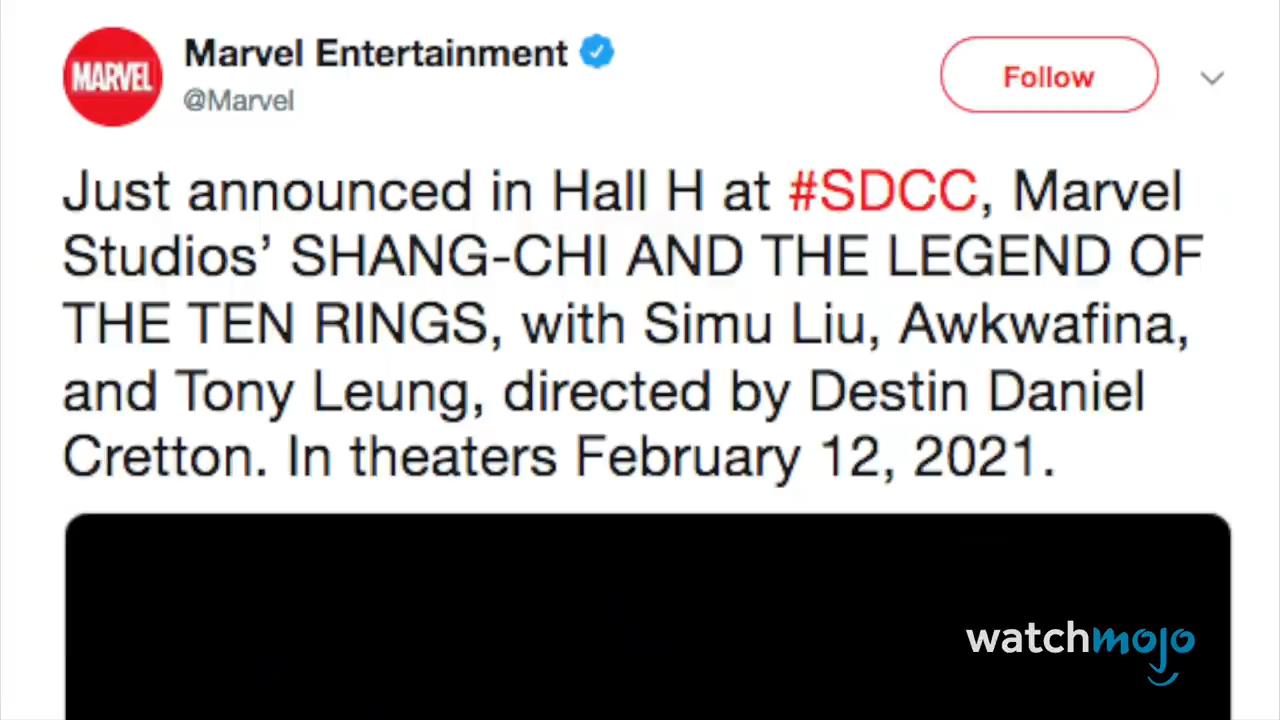 MARVEL
Marvel Entertainment
@Marvel
Follow
Just announced in Hall H at #SDCC, Marvel
Studios’ SHANG-CHI AND THE LEGEND OF
THE TEN RINGS, with Simu Liu, Awkwafina,
and Tony Leung, directed by Destin Daniel
Cretton. In theaters February 12, 2021.
watchmojo